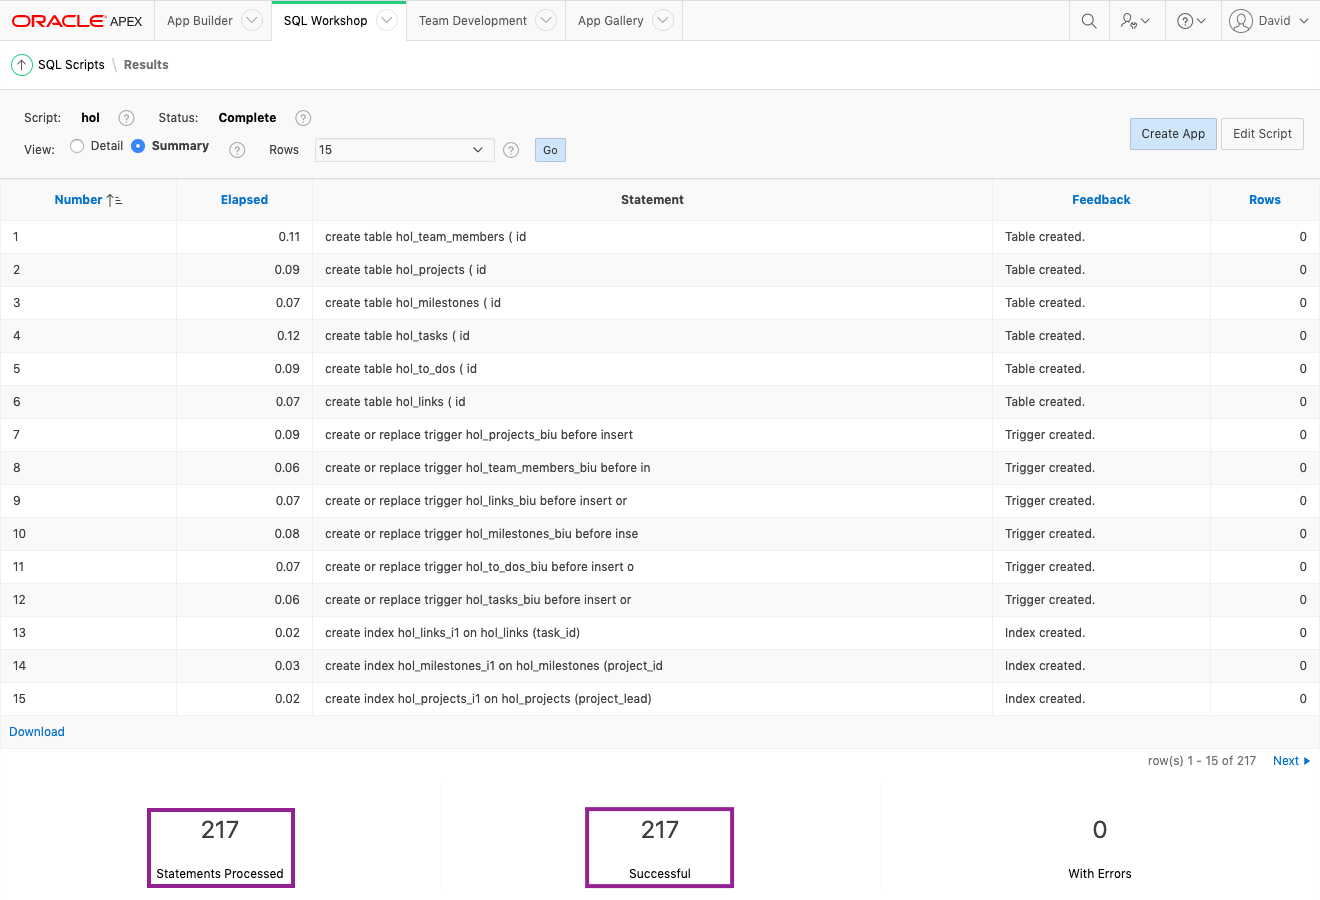 ORACLE APEX App Builder SQL Workshop Team Development App Gallery David
SQL Scripts \ Results
Script: hol ? Status: Complete ?
Create App Edit Script
View: Detail Summary ? Rows 15 ? Go
Number Elapsed Statement Feedback Rows
1 0.11 create table hol_team_members ( id Table created. 0
2 0.09 create table hol_projects ( id Table created. 0
3 0.07 create table hol_milestones ( id Table created. 0
4 0.12 create table hol_tasks ( id Table created. 0
5 0.09 create table hol_to_dos ( id Table created. 0
6 0.07 create table hol_links ( id Table created. 0
7 0.09 create or replace trigger hol_projects_biu before insert Trigger created. 0
8 0.06 create or replace trigger hol_team_members_biu before in Trigger created. 0
9 0.07 create or replace trigger hol_links_biu before insert or Trigger created. 0
10 0.08 create or replace trigger hol_milestones_biu before inse Trigger created. 0
11 0.07 create or replace trigger hol_to_dos_biu before insert o Trigger created. 0
12 0.06 create or replace trigger hol_tasks_biu before insert or Trigger created. 0
13 0.02 create index hol_links_i1 on hol_links (task_id) Index created. 0
14 0.03 create index hol_milestones_i1 on hol_milestones (project_id Index created. 0
15 0.02 create index hol_projects_i1 on hol_projects (project_lead) Index created. 0
Download
row(s) 1 - 15 of 217 Next
217 217 0
Statements Processed Successful With Errors